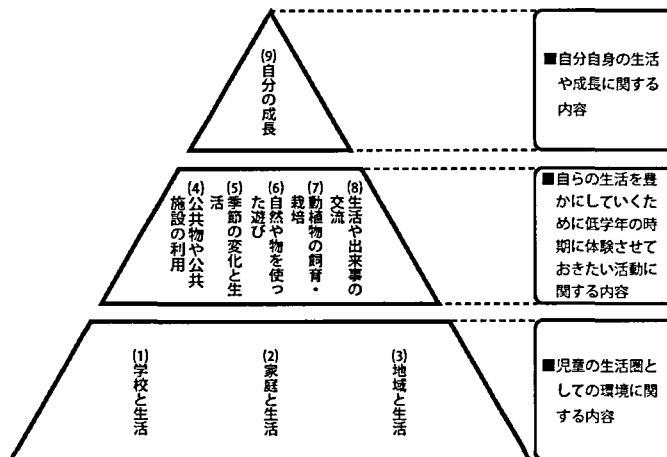 (9)自分の成長
■自分自身の生活
や成長に関する
内容
(4)公共物や公共
施設の利用
(5)季節の変化と生
活
(6)自然や物を使っ
た遊び
(7)動植物の飼育・
栽培
(8)生活や出来事の
交流
■自らの生活を豊
かにしていくた
めに低学年の時
期に体験させて
おきたい活動に
関する内容
(1)学校と生活
(2)家庭と生活
(3)地域と生活
■児童の生活圏と
しての環境に関
する内容